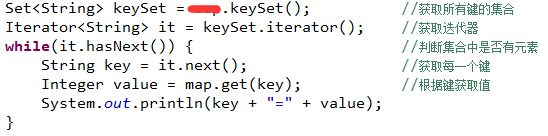 Set<String> keySet = .keySet(); //获取所有键的集合
Iterator<String> it = keySet.iterator(); //获取迭代器
while(it.hasNext()) { //判断集合中是否有元素
String key = it.next(); //获取每一个键
Integer value = map.get(key); //根据键获取值
System.out.println(key + "=" + value);
}